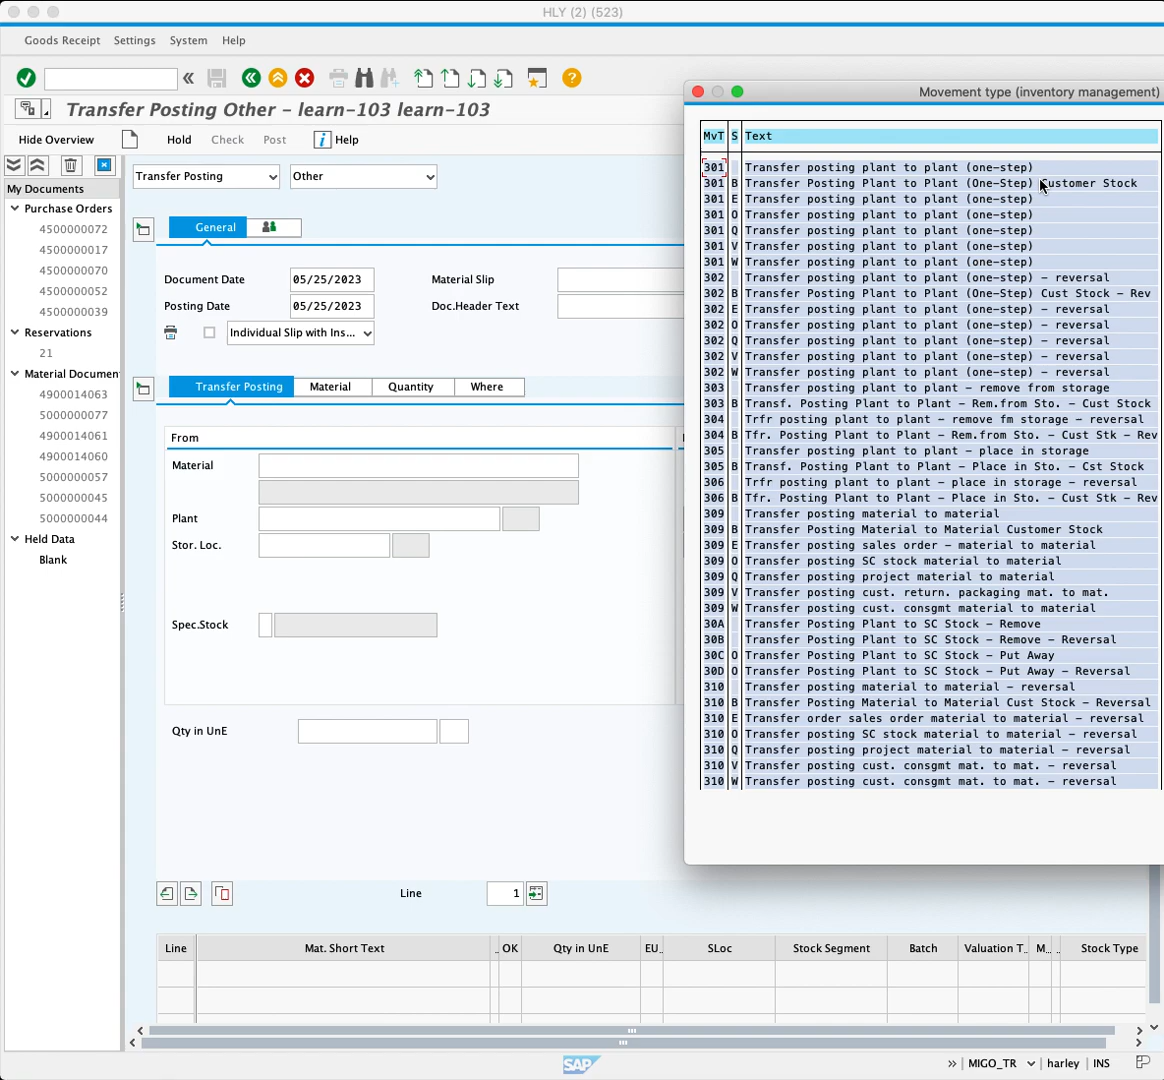 HLY (2) (523)
Goods Receipt Settings System Help
Transfer Posting Other - learn-103 learn-103
Hide Overview Hold Check Post Help
My Documents
Purchase Orders
4500000072
4500000017
4500000070
4500000052
4500000039
Reservations
21
Material Documen
4900014063
5000000077
4900014061
4900014060
5000000057
5000000045
5000000044
Held Data
Blank
Transfer Posting Other
General
Document Date 05/25/2023 Material Slip
Posting Date 05/25/2023 Doc.Header Text
Individual Slip with Ins...
Transfer Posting Material Quantity Where
From
Material
Plant
Stor. Loc.
Spec.Stock
Qty in UnE
Line 1
Line Mat. Short Text .. OK Qty in UnE EU.. SLoc Stock Segment Batch Valuation T.. M.. .. Stock Type
Movement type (inventory management)
MvT S Text
301 Transfer posting plant to plant (one-step)
301 B Transfer Posting Plant to Plant (One-Step) Customer Stock
301 E Transfer posting plant to plant (one-step)
301 O Transfer posting plant to plant (one-step)
301 Q Transfer posting plant to plant (one-step)
301 V Transfer posting plant to plant (one-step)
301 W Transfer posting plant to plant (one-step)
302 Transfer posting plant to plant (one-step) - reversal
302 B Transfer Posting Plant to Plant (One-Step) Cust Stock - Rev
302 E Transfer posting plant to plant (one-step) - reversal
302 O Transfer posting plant to plant (one-step) - reversal
302 Q Transfer posting plant to plant (one-step) - reversal
302 V Transfer posting plant to plant (one-step) - reversal
302 W Transfer posting plant to plant (one-step) - reversal
303 Transfer posting plant to plant - remove from storage
303 B Transf. Posting Plant to Plant - Rem.from Sto. - Cust Stock
304 Trfr posting plant to plant - remove fm storage - reversal
304 B Tfr. Posting Plant to Plant - Rem.from Sto. - Cust Stk - Rev
305 Transfer posting plant to plant - place in storage
305 B Transf. Posting Plant to Plant - Place in Sto. - Cst Stock
306 Trfr posting plant to plant - place in storage - reversal
306 B Tfr. Posting Plant to Plant - Place in Sto. - Cust Stk - Rev
309 Transfer posting material to material
309 B Transfer Posting Material to Material Customer Stock
309 E Transfer posting sales order - material to material
309 O Transfer posting SC stock material to material
309 Q Transfer posting project material to material
309 V Transfer posting cust. return. packaging mat. to mat.
309 W Transfer posting cust. consgmt material to material
30A Transfer Posting Plant to SC Stock - Remove
30B Transfer Posting Plant to SC Stock - Remove - Reversal
30C O Transfer Posting Plant to SC Stock - Put Away
30D O Transfer Posting Plant to SC Stock - Put Away - Reversal
310 Transfer posting material to material - reversal
310 B Transfer Posting Material to Material Cust Stock - Reversal
310 E Transfer order sales order material to material - reversal
310 O Transfer posting SC stock material to material - reversal
310 Q Transfer posting project material to material - reversal
310 V Transfer posting cust. consgmt mat. to mat. - reversal
310 W Transfer posting cust. consgmt mat. to mat. - reversal
SAP
» MIGO_TR harley INS